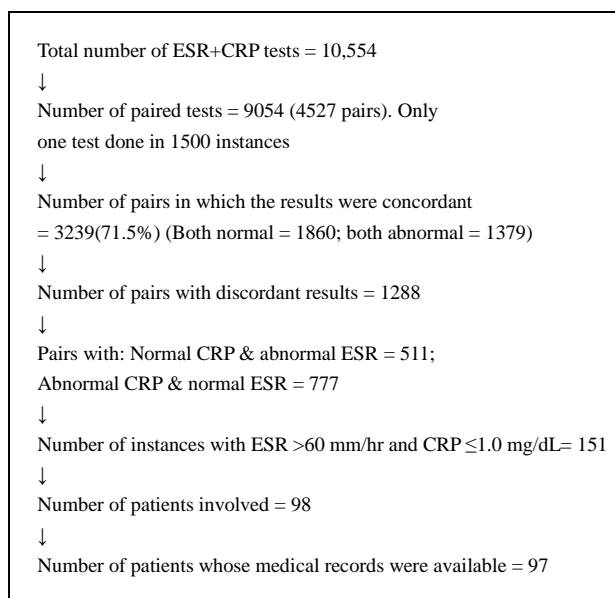 Total number of ESR+CRP tests = 10,554
↓
Number of paired tests = 9054 (4527 pairs). Only
one test done in 1500 instances
↓
Number of pairs in which the results were concordant
= 3239(71.5%) (Both normal = 1860; both abnormal = 1379)
↓
Number of pairs with discordant results = 1288
↓
Pairs with: Normal CRP & abnormal ESR = 511;
Abnormal CRP & normal ESR = 777
↓
Number of instances with ESR >60 mm/hr and CRP ≤1.0 mg/dL= 151
↓
Number of patients involved = 98
↓
Number of patients whose medical records were available = 97